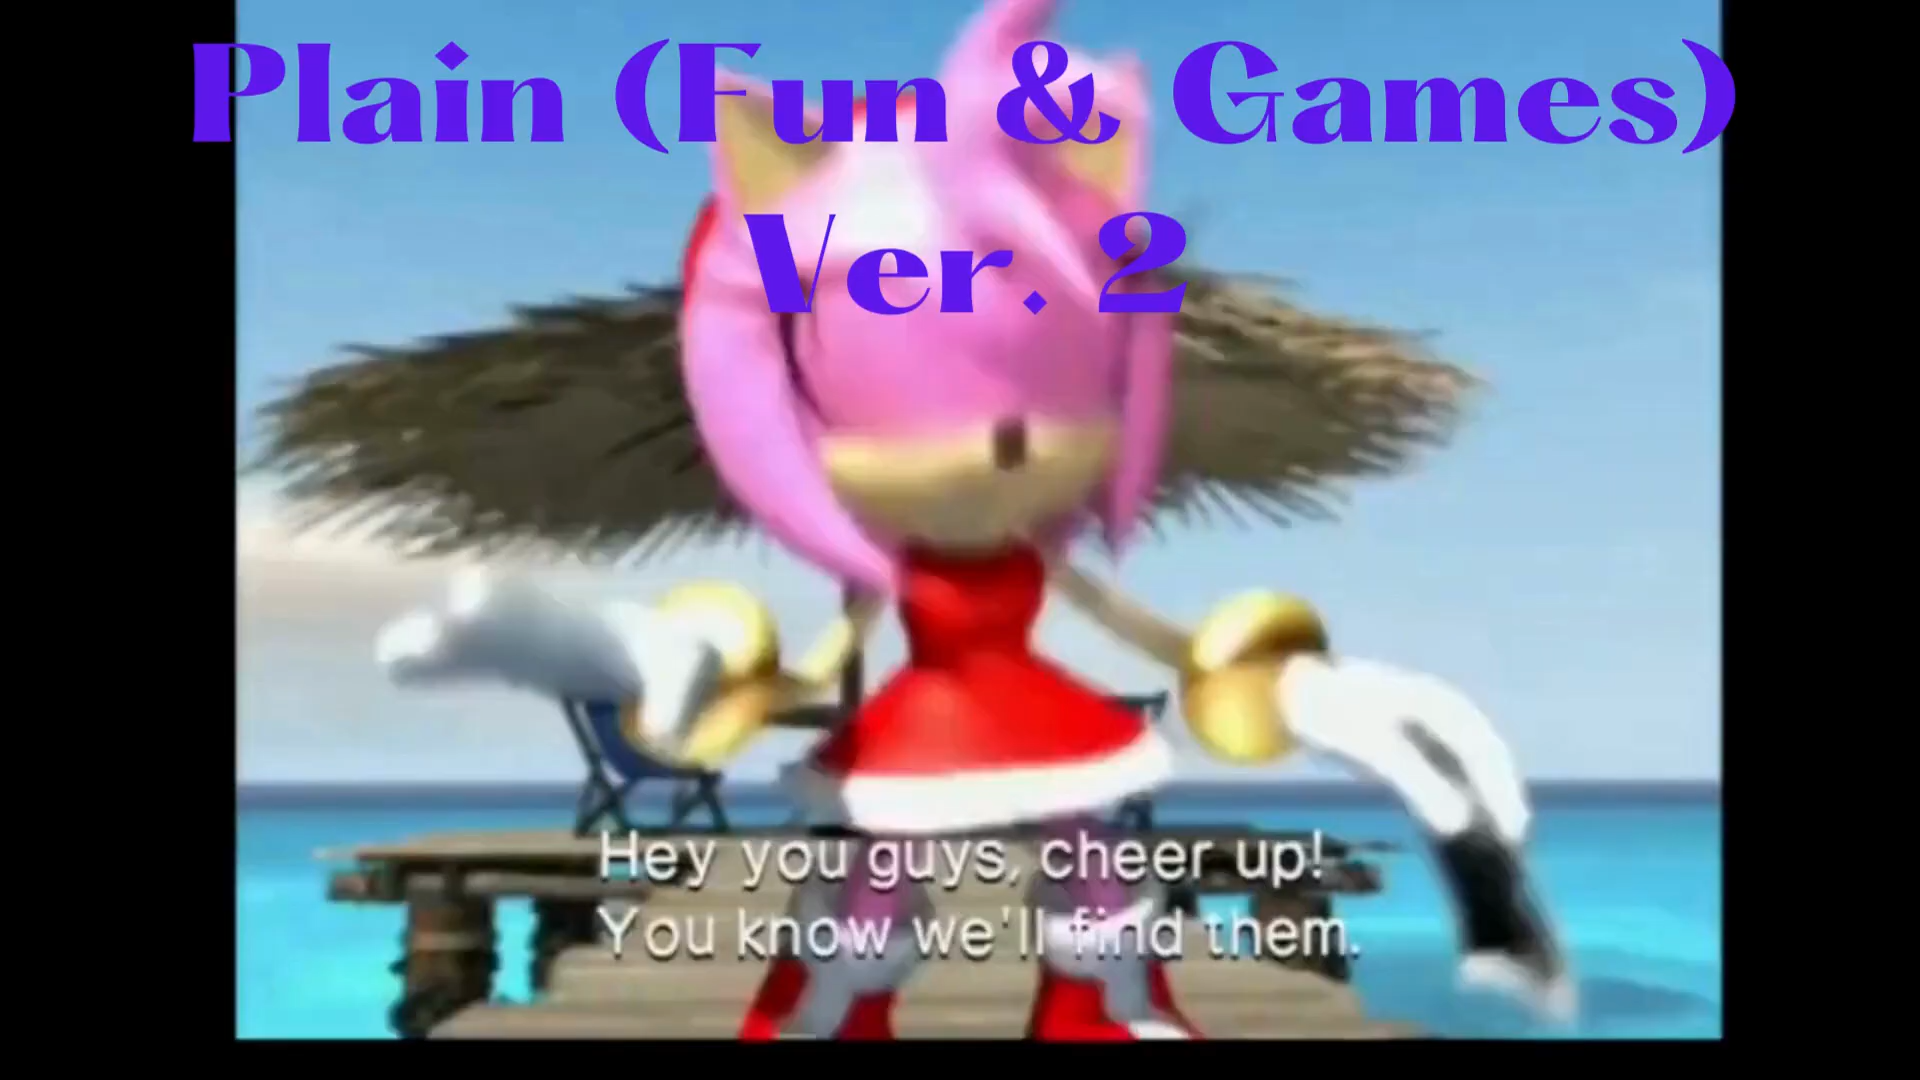 Plain (Fun & Games)
Ver. 2
Hey you guys, cheer up!
You know we'll find them.